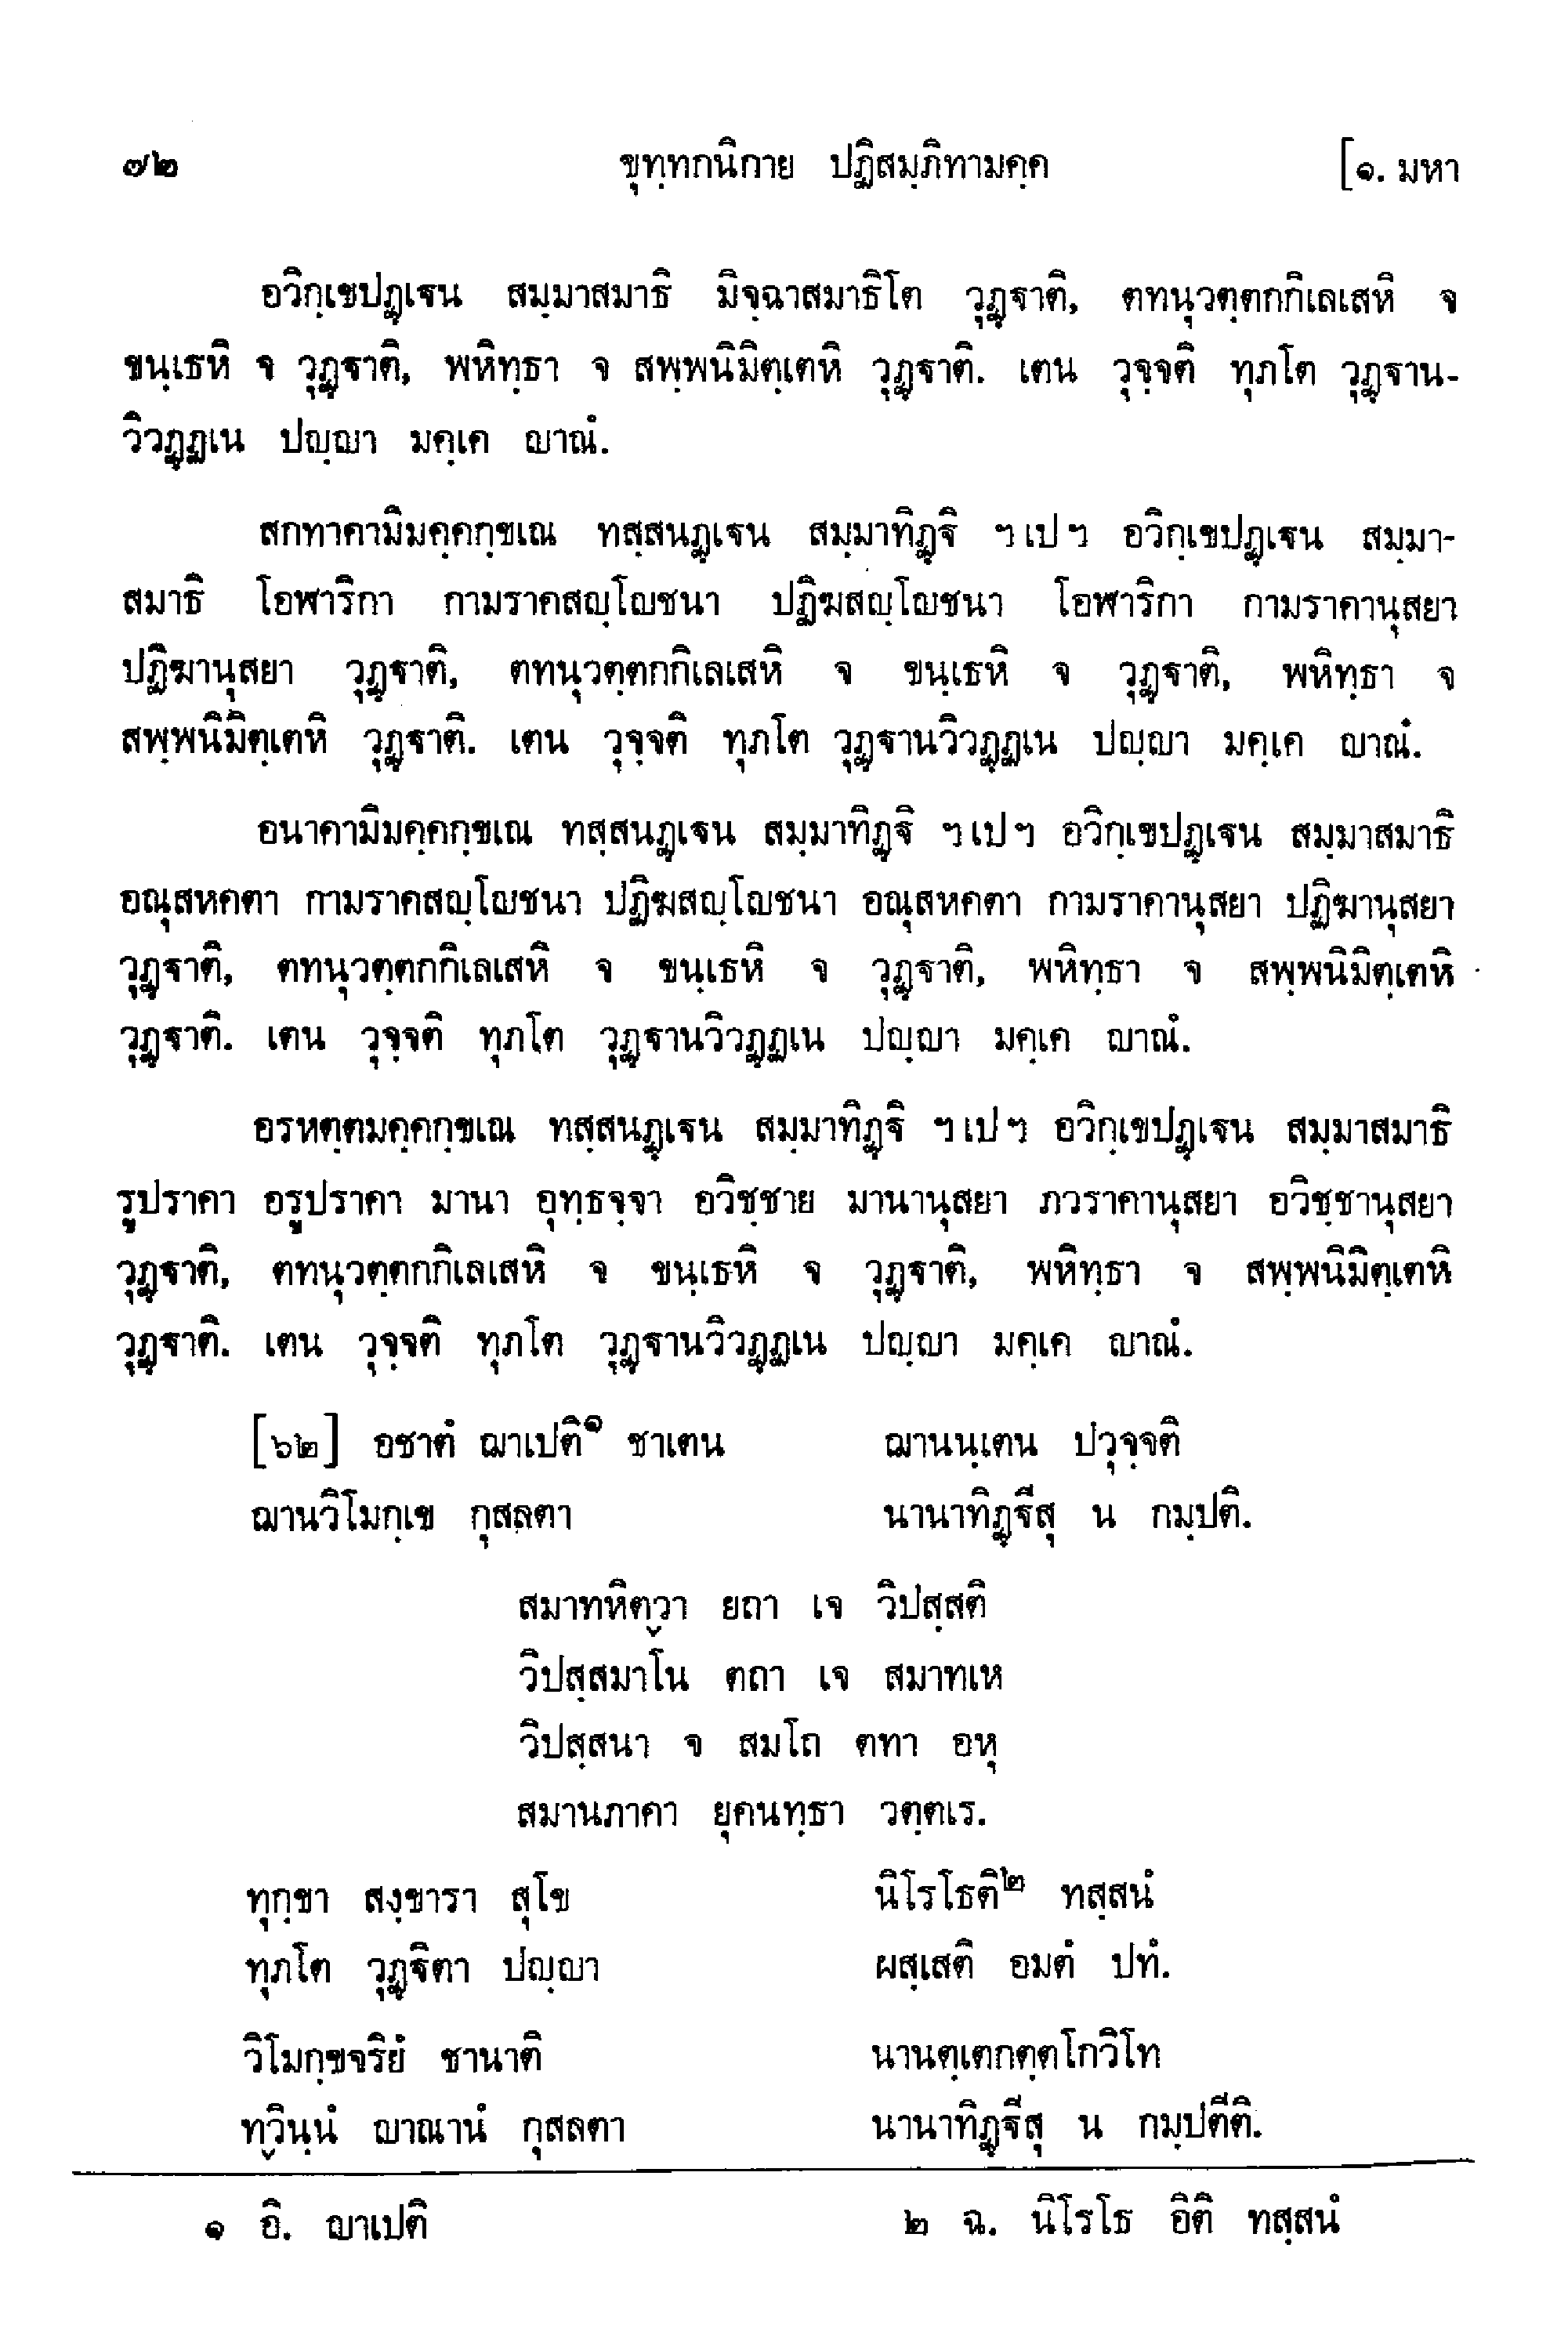 ๗๒ ขุทฺทกนิกาย ปฏิสมฺภิทามคฺค [๑. มหา
อวิกฺเขปฏฺเฐน สมฺมาสมาธิ มิจฺฉาสมาธิโต วุฏฺฐาติ, ตทนุวตฺตกกิเลเสหิ จ
ขนฺเธหิ จ วุฏฺฐาติ, พหิทฺธา จ สพฺพนิมิตฺเตหิ วุฏฺฐาติ. เตน วุจฺจติ ทุภโต วุฏฺฐาน-
วิวฏฺฏเน ปญฺญา มคฺเค ญาณํ.
สกทาคามิมคฺคกฺขเณ ทสฺสนฏฺเฐน สมฺมาทิฏฺฐิ ฯ เป ฯ อวิกฺเขปฏฺเฐน สมฺมา-
สมาธิ โอฬาริกา กามราคสญฺโญชนา ปฏิฆสญฺโญชนา โอฬาริกา กามราคานุสยา
ปฏิฆานุสยา วุฏฺฐาติ, ตทนุวตฺตกกิเลเสหิ จ ขนฺเธหิ จ วุฏฺฐาติ, พหิทฺธา จ
สพฺพนิมิตฺเตหิ วุฏฺฐาติ. เตน วุจฺจติ ทุภโต วุฏฺฐานวิวฏฺฏเน ปญฺญา มคฺเค ญาณํ.
อนาคามิมคฺคกฺขเณ ทสฺสนฏฺเฐน สมฺมาทิฏฺฐิ ฯ เป ฯ อวิกฺเขปฏฺเฐน สมฺมาสมาธิ
อณุสหคตา กามราคสญฺโญชนา ปฏิฆสญฺโญชนา อณุสหคตา กามราคานุสยา ปฏิฆานุสยา
วุฏฺฐาติ, ตทนุวตฺตกกิเลเสหิ จ ขนฺเธหิ จ วุฏฺฐาติ, พหิทฺธา จ สพฺพนิมิตฺเตหิ
วุฏฺฐาติ. เตน วุจฺจติ ทุภโต วุฏฺฐานวิวฏฺฏเน ปญฺญา มคฺเค ญาณํ.
อรหตฺตมคฺคกฺขเณ ทสฺสนฏฺเฐน สมฺมาทิฏฺฐิ ฯ เป ฯ อวิกฺเขปฏฺเฐน สมฺมาสมาธิ
รูปราคา อรูปราคา มานา อุทฺธจฺจา อวิชฺชาย มานานุสยา ภวราคานุสยา อวิชฺชานุสยา
วุฏฺฐาติ, ตทนุวตฺตกกิเลเสหิ จ ขนฺเธหิ จ วุฏฺฐาติ, พหิทฺธา จ สพฺพนิมิตฺเตหิ
วุฏฺฐาติ. เตน วุจฺจติ ทุภโต วุฏฺฐานวิวฏฺฏเน ปญฺญา มคฺเค ญาณํ.
[๖๒] อชาตํ ฌาเปติ๑ ชาเตน ฌานนฺเตน ปวุจฺจติ
ฌานวิโมกฺเข กุสลตา นานาทิฏฺฐีสุ น กมฺปติ.
สมาทหิตฺวา ยถา เจ วิปสฺสติ
วิปสฺสมาโน ตถา เจ สมาทเห
วิปสฺสนา จ สมโถ ตทา อหุ
สมานภาคา ยุคนทฺธา วตฺตเร.
ทุกฺขา สงฺขารา สุโข นิโรโธติ๒ ทสฺสนํ
ทุภโต วุฏฺฐิตา ปญฺญา ผสฺเสติ อมตํ ปทํ.
วิโมกฺขจริยํ ชานาติ นานตฺเตกตฺตโกวิโท
ทฺวินฺนํ ญาณานํ กุสลตา นานาทิฏฺฐีสุ น กมฺปตีติ.
๑ อิ. ญาเปติ ๒ ฉ. นิโรโธ อิติ ทสฺสนํ